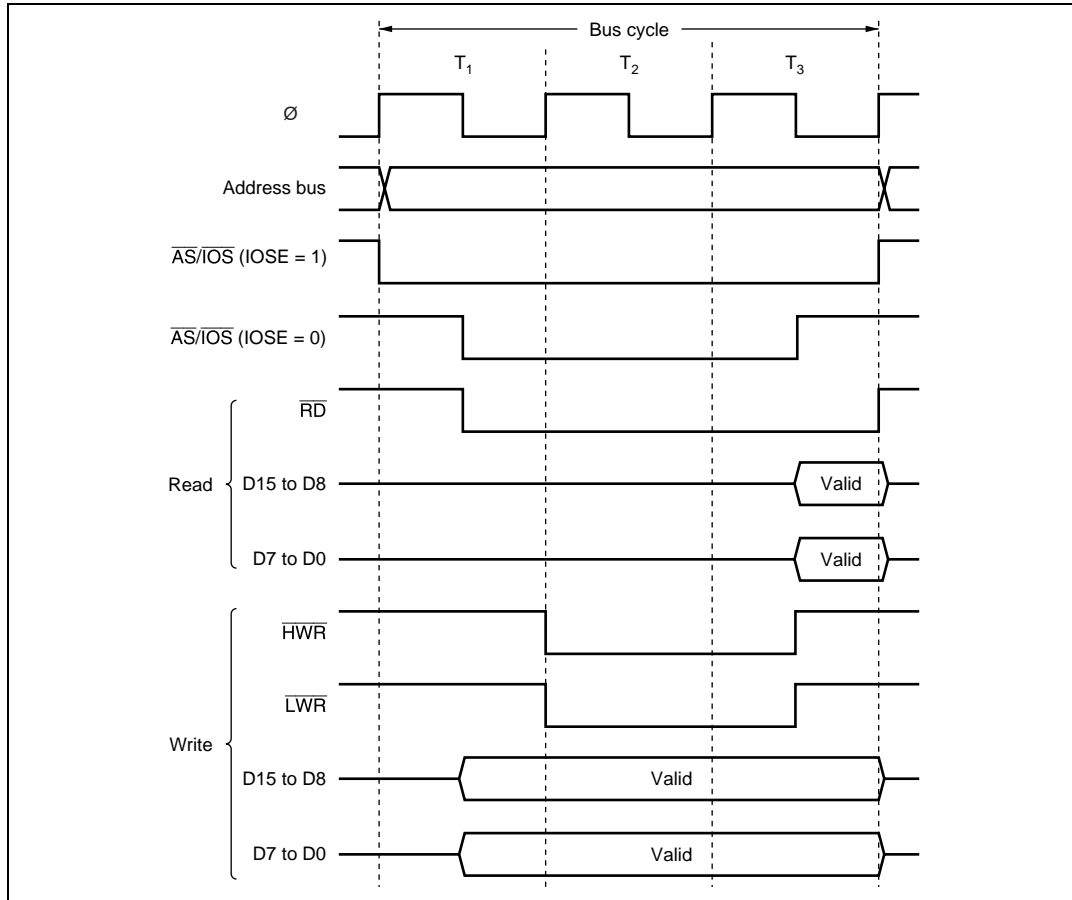 Bus cycle
T1 T2 T3
Ø
Address bus
AS/IOS (IOSE = 1)
AS/IOS (IOSE = 0)
RD
Read
D15 to D8 Valid
D7 to D0 Valid
HWR
LWR
Write
D15 to D8 Valid
D7 to D0 Valid